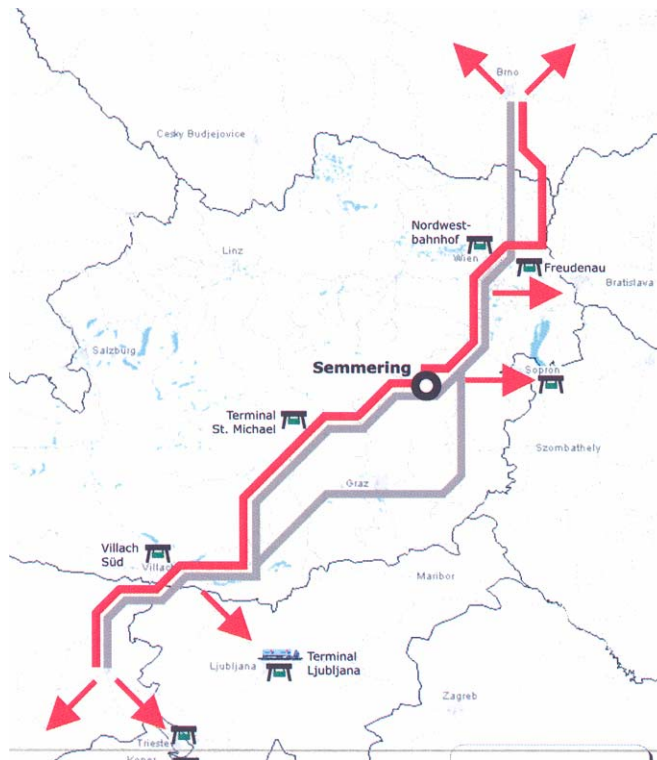 Brno
Cesky Budjejovice
Nordwest-
bahnhof
Wien
Linz
Freudenau
Bratislava
Salzburg
Semmering
Sopron
Terminal
St. Michael
Szombathely
Graz
Villach
Süd
Villach
Maribor
Terminal
Ljubljana
Ljubljana
Zagreb
Trieste
Koper